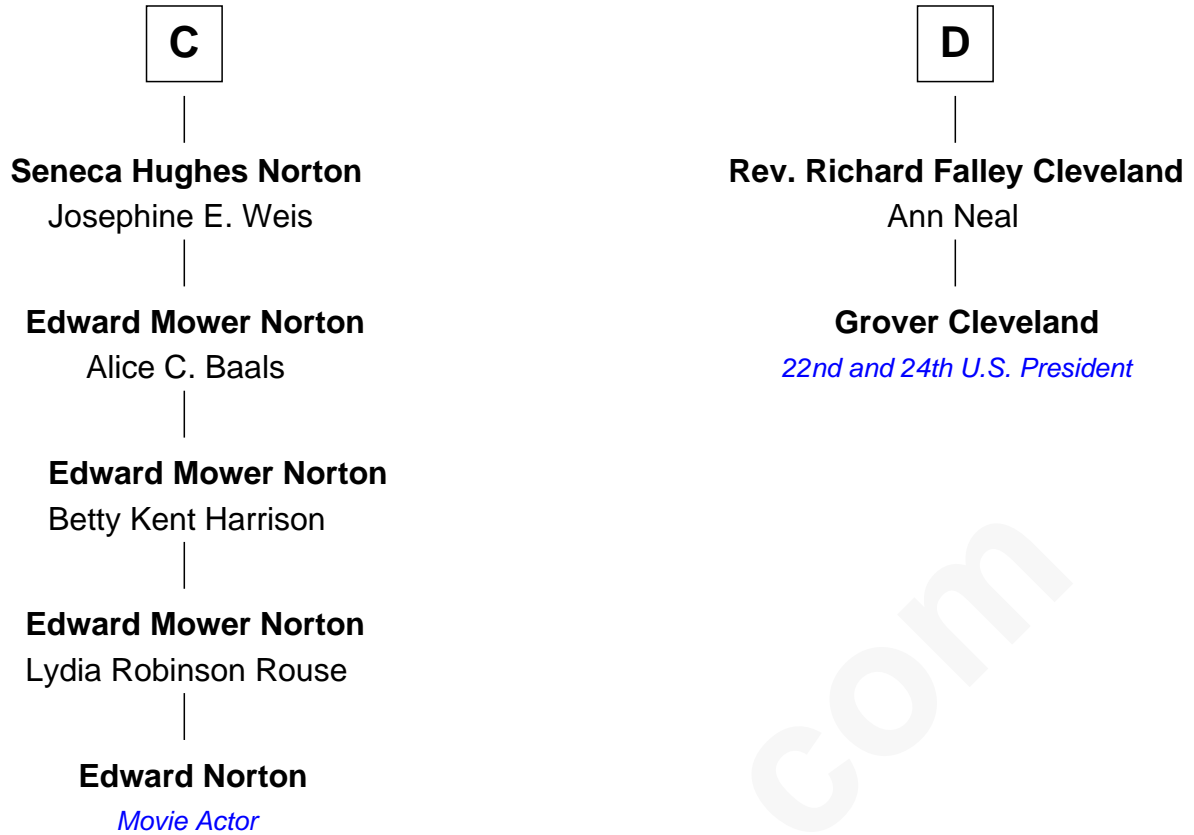 C
Seneca Hughes Norton
Josephine E. Weis
Edward Mower Norton
Alice C. Baals
Edward Mower Norton
Betty Kent Harrison
Edward Mower Norton
Lydia Robinson Rouse
Edward Norton
Movie Actor
D
Rev. Richard Falley Cleveland
Ann Neal
Grover Cleveland
22nd and 24th U.S. President
com